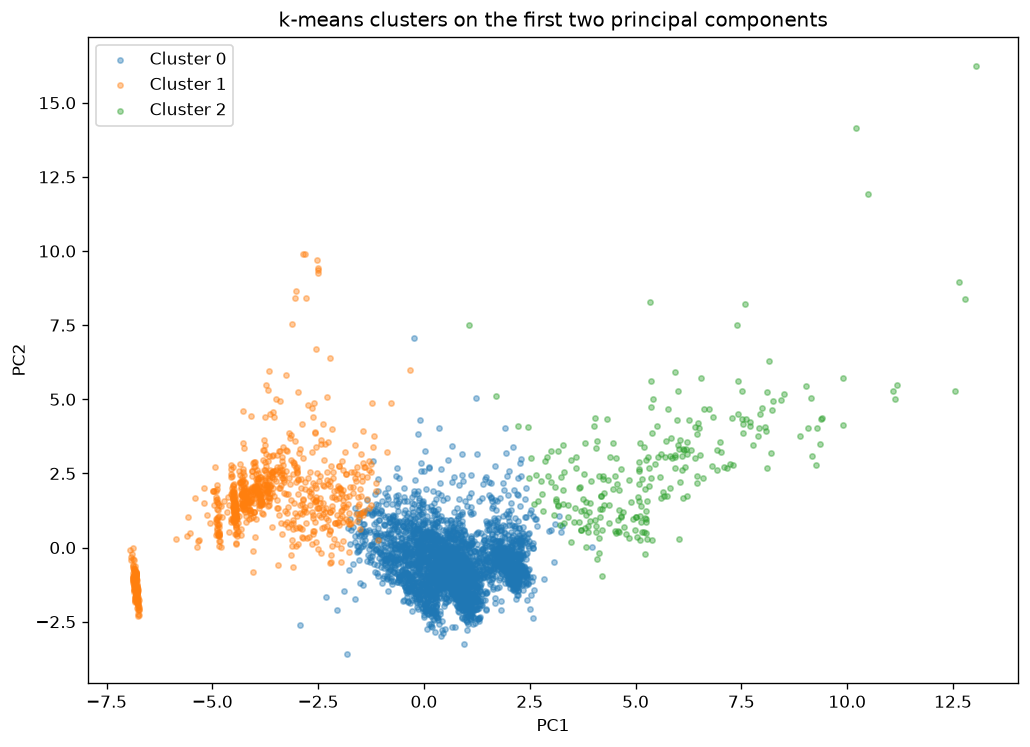 k-means clusters on the first two principal components
Cluster 0
Cluster 1
Cluster 2
15.0
12.5
10.0
7.5
5.0
2.5
0.0
−2.5
PC2
−7.5
−5.0
−2.5
0.0
2.5
5.0
7.5
10.0
12.5
PC1